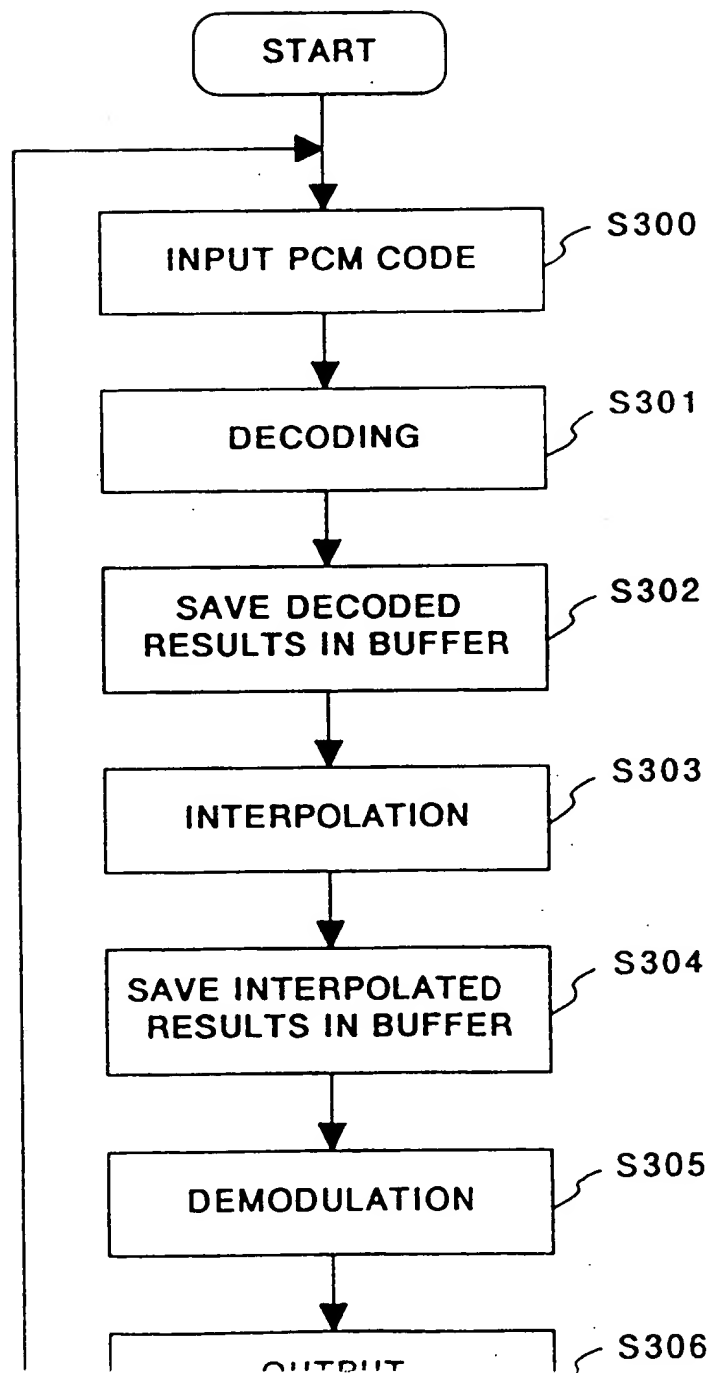 START
INPUT PCM CODE
S300
DECODING
S301
SAVE DECODED
RESULTS IN BUFFER
S302
INTERPOLATION
S303
SAVE INTERPOLATED
RESULTS IN BUFFER
S304
DEMODULATION
S305
OUTPUT
S306